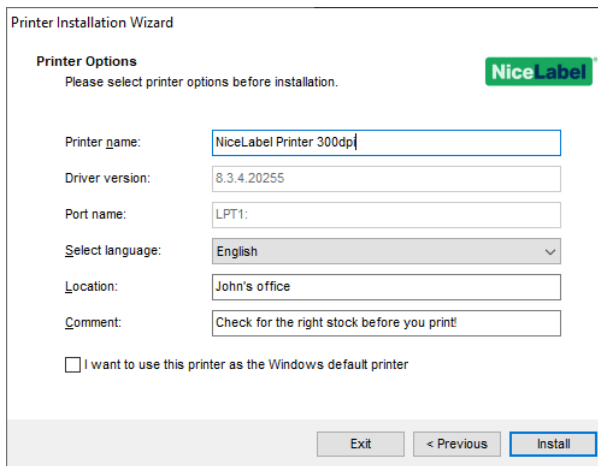 Printer Installation Wizard
Printer Options
Please select printer options before installation.
NiceLabel®
Printer name: NiceLabel Printer 300dpi
Driver version: 8.3.4.20255
Port name: LPT1:
Select language: English
Location: John's office
Comment: Check for the right stock before you print!
I want to use this printer as the Windows default printer
Exit < Previous Install